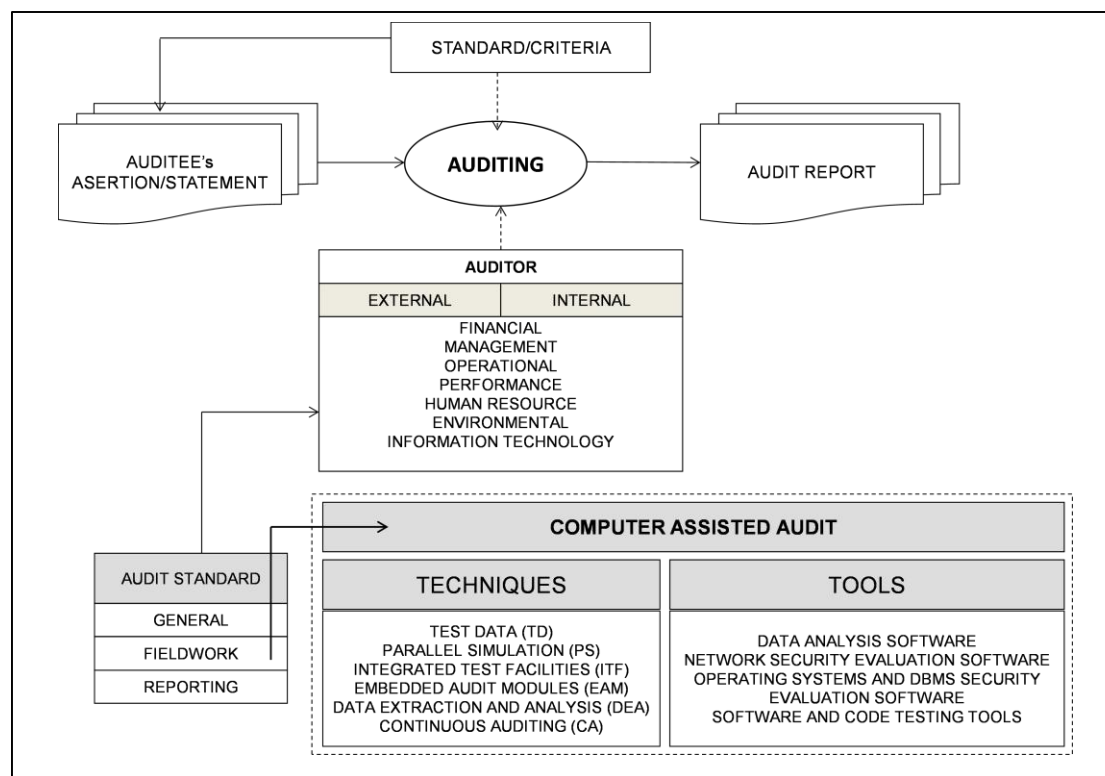 STANDARD/CRITERIA
AUDITEE's
ASERTION/STATEMENT
AUDITING
AUDIT REPORT
AUDITOR
EXTERNAL
INTERNAL
FINANCIAL
MANAGEMENT
OPERATIONAL
PERFORMANCE
HUMAN RESOURCE
ENVIRONMENTAL
INFORMATION TECHNOLOGY
AUDIT STANDARD
GENERAL
FIELDWORK
REPORTING
COMPUTER ASSISTED AUDIT
TECHNIQUES
TEST DATA (TD)
PARALLEL SIMULATION (PS)
INTEGRATED TEST FACILITIES (ITF)
EMBEDDED AUDIT MODULES (EAM)
DATA EXTRACTION AND ANALYSIS (DEA)
CONTINUOUS AUDITING (CA)
TOOLS
DATA ANALYSIS SOFTWARE
NETWORK SECURITY EVALUATION SOFTWARE
OPERATING SYSTEMS AND DBMS SECURITY
EVALUATION SOFTWARE
SOFTWARE AND CODE TESTING TOOLS